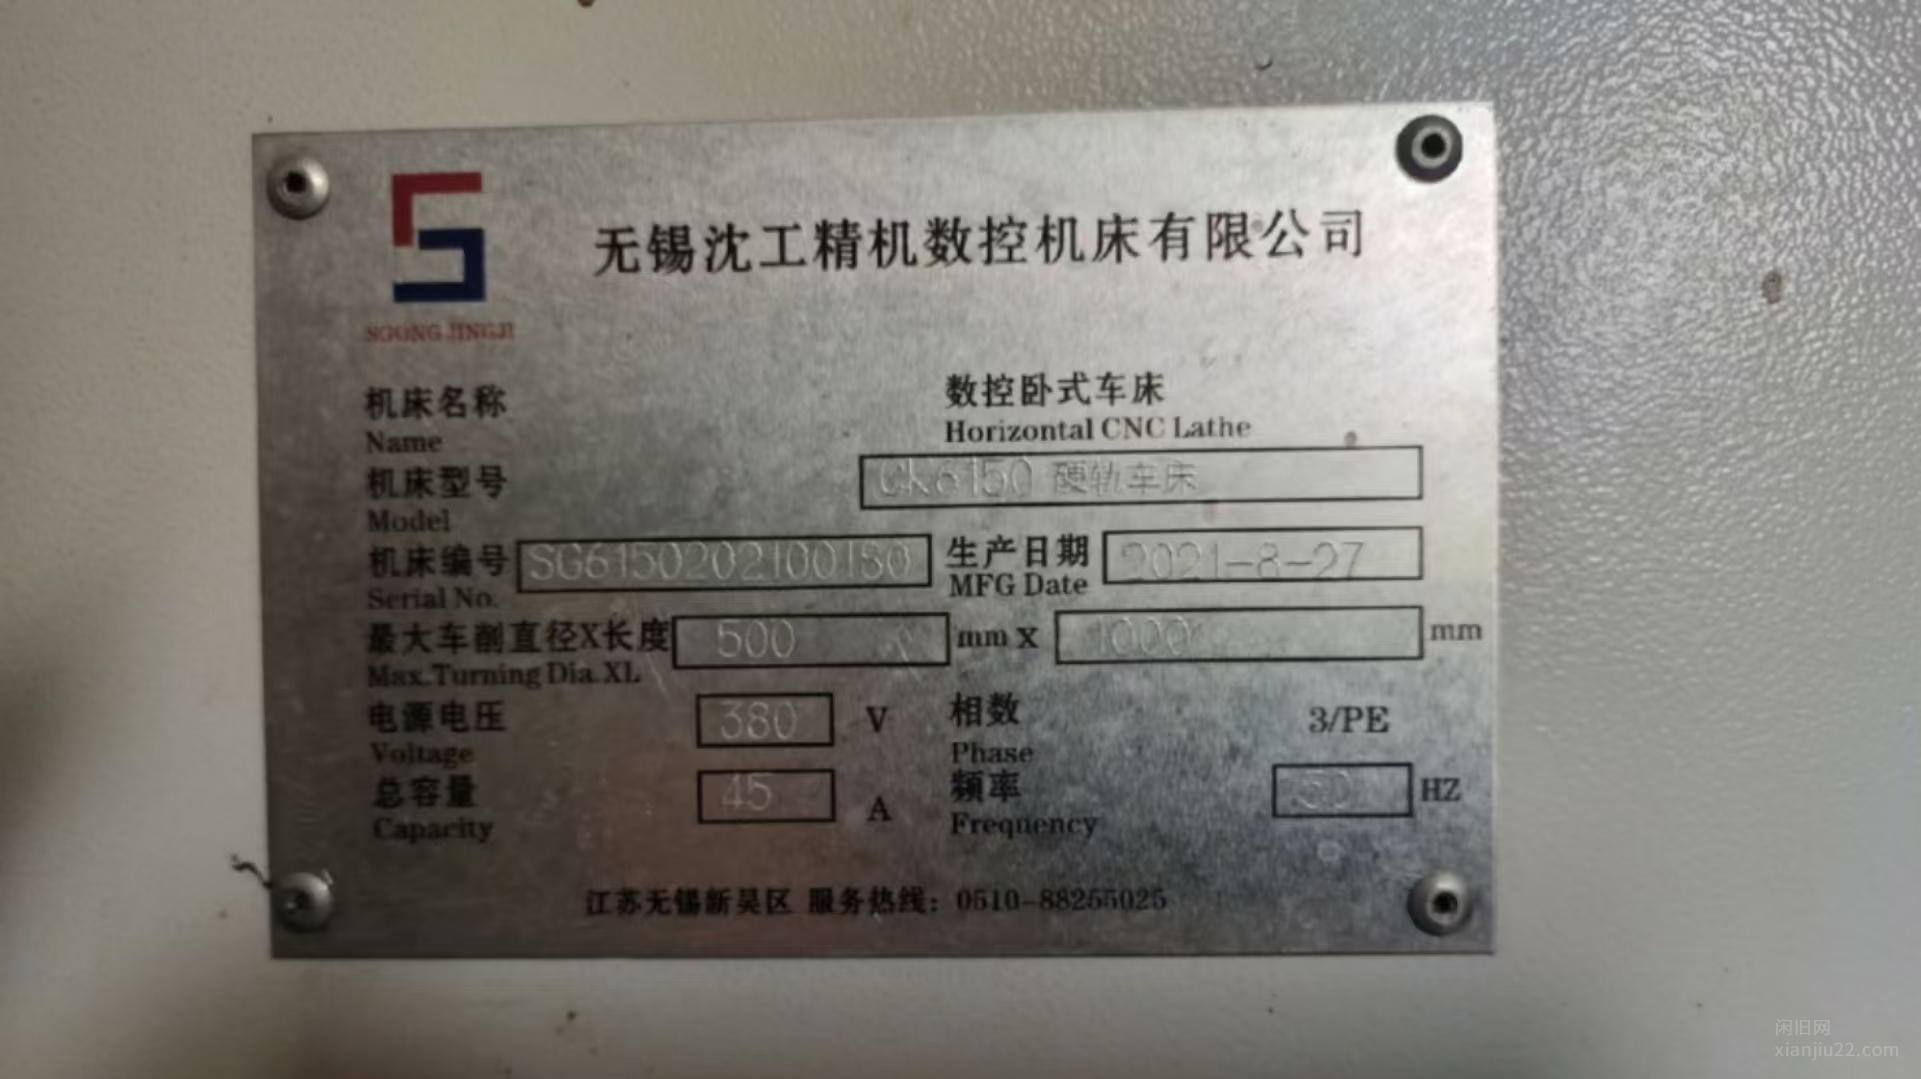 无锡沈工精机数控机床有限公司
SGONG JINGJI
机床名称 数控卧式车床
Name Horizontal CNC Lathe
机床型号 CK6150 硬轨车床
Model
机床编号 SG6150202100180 生产日期 2021-8-27
Serial No. MFG Date
最大车削直径X长度 500 mm x 1000 mm
Max.Turning Dia.XL
电源电压 380 V 相数 3/PE
Voltage Phase
总容量 45 A 频率 50 HZ
Capacity Frequency
江苏无锡新吴区 服务热线：0510-88255025
闲旧网
xianjiu22.com